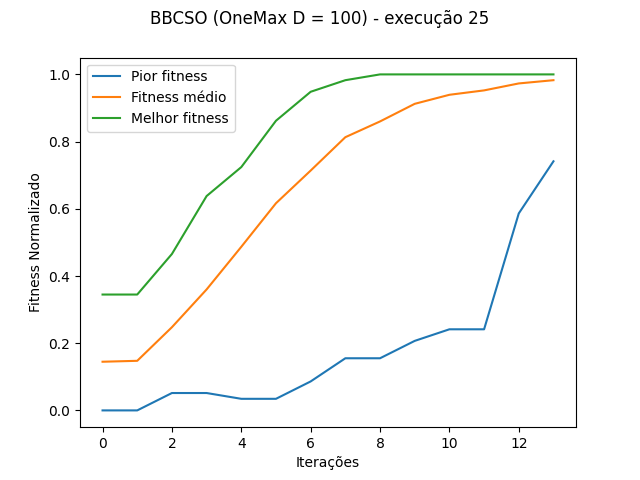 BBCSO (OneMax D = 100) - execução 25
Pior fitness
Fitness médio
Melhor fitness
Fitness Normalizado
1.0
0.8
0.6
0.4
0.2
0.0
0 2 4 6 8 10 12
Iterações